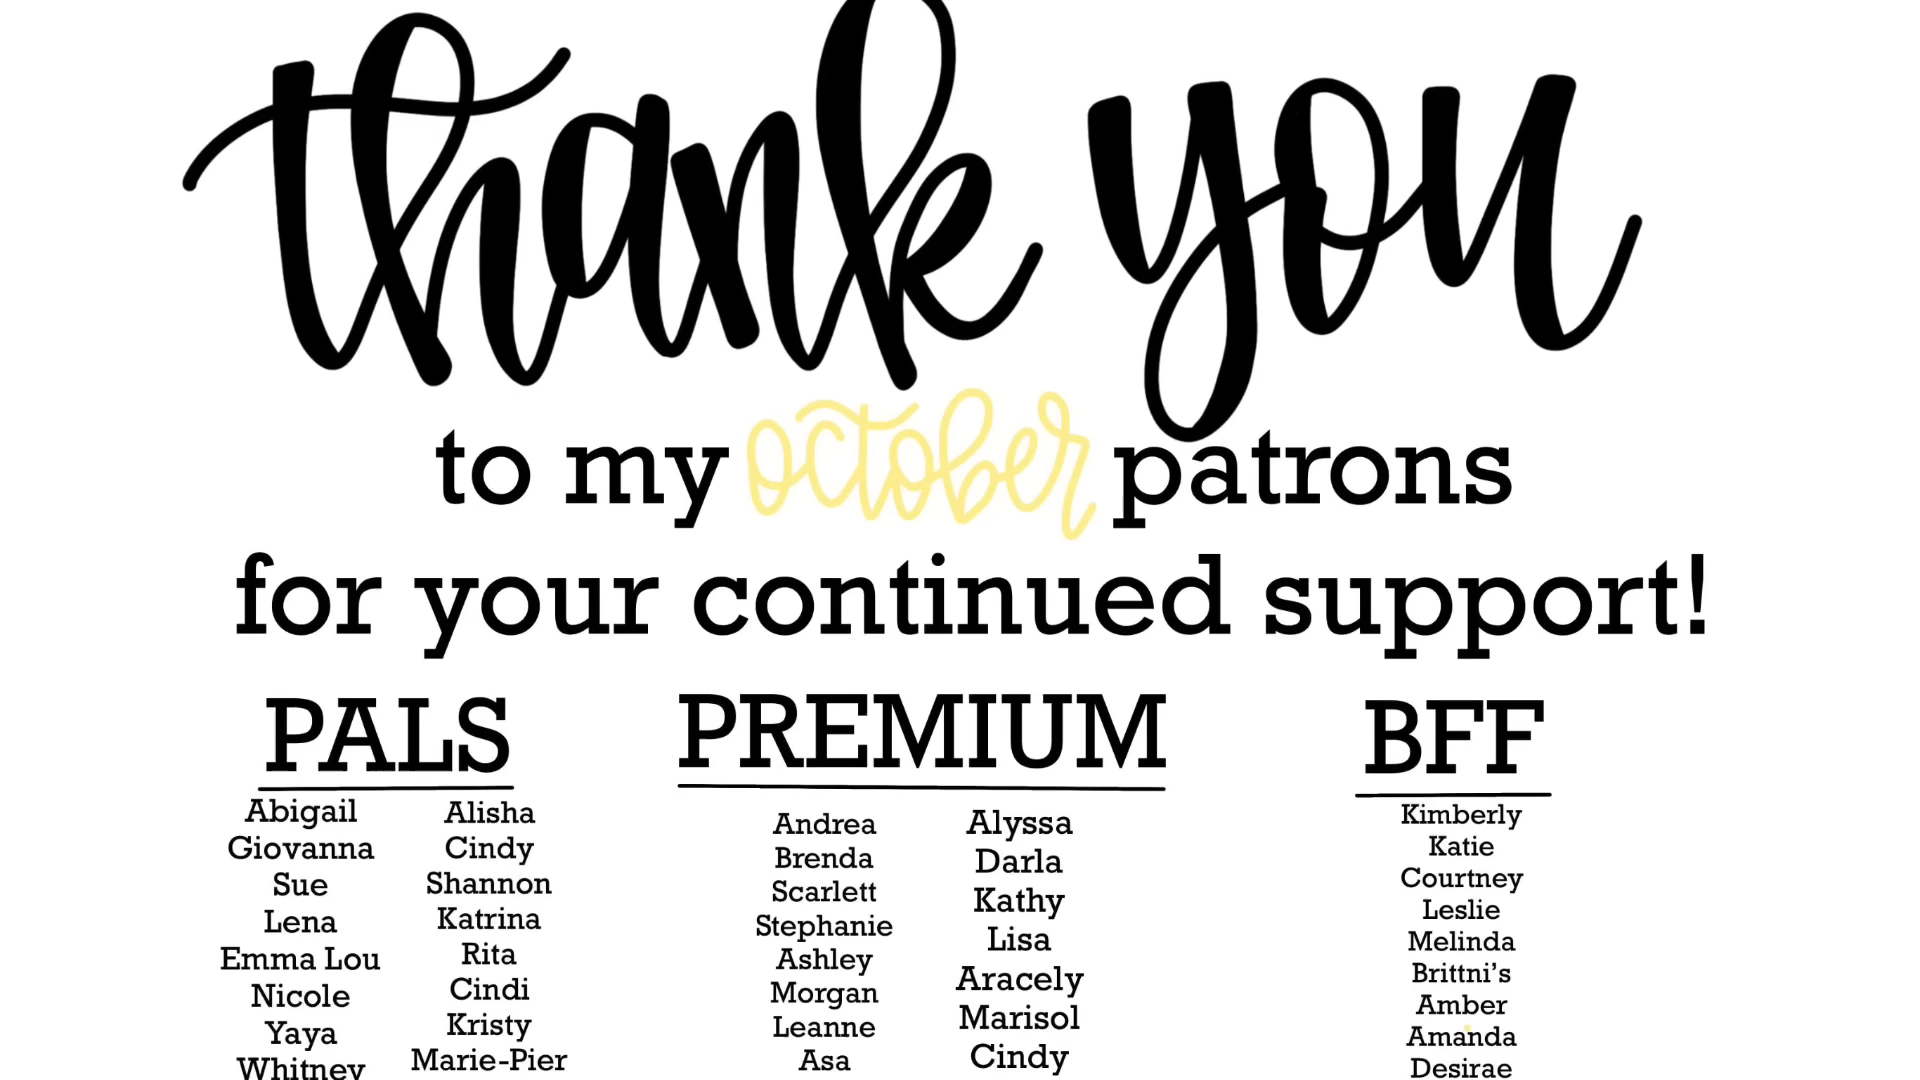 thank you
to my october patrons
for your continued support!
PALS
Abigail
Giovanna
Sue
Lena
Emma Lou
Nicole
Yaya
Whitney
Alisha
Cindy
Shannon
Katrina
Rita
Cindi
Kristy
Marie-Pier
PREMIUM
Andrea
Brenda
Scarlett
Stephanie
Ashley
Morgan
Leanne
Asa
Alyssa
Darla
Kathy
Lisa
Aracely
Marisol
Cindy
BFF
Kimberly
Katie
Courtney
Leslie
Melinda
Brittni's
Amber
Amanda
Desirae